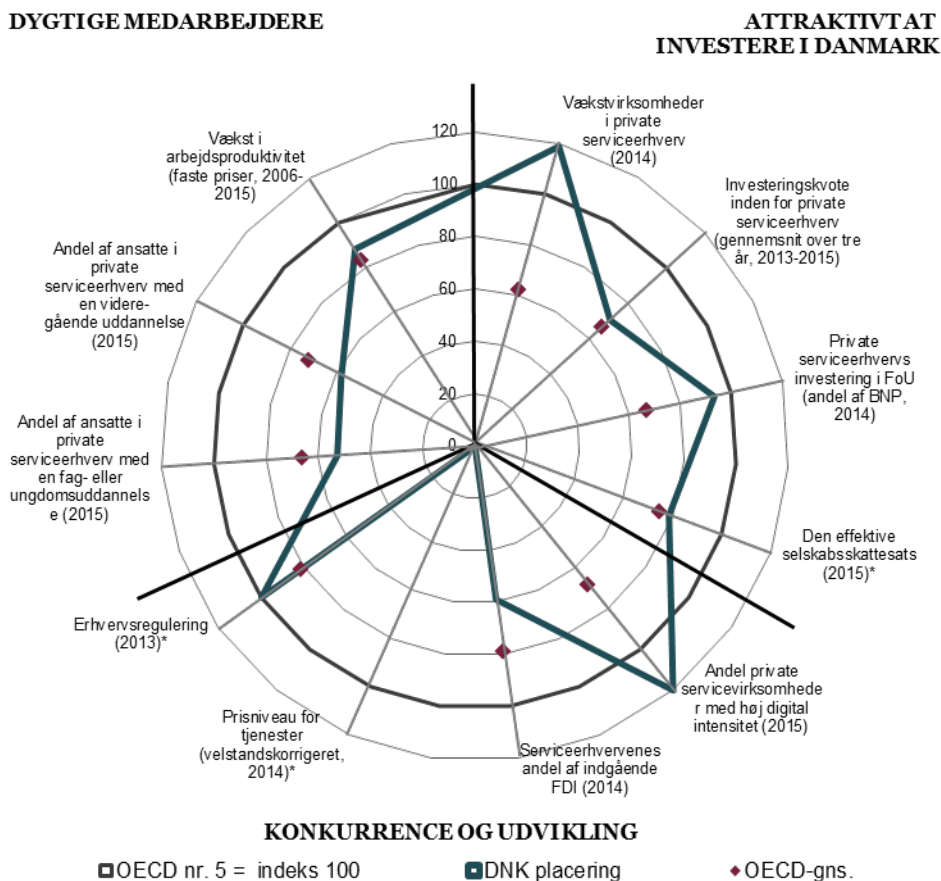 DYGTIGE MEDARBEJDERE
ATTRAKTIVT AT
INVESTERE I DANMARK
Vækstvirksomheder
i private
serviceerhverv
(2014)
Investeringskvote
inden for private
serviceerhverv
(gennemsnit over tre
år, 2013-2015)
Private
serviceerhvervs
investering i FoU
(andel af BNP,
2014)
Den effektive
selskabsskattesats
(2015)*
Andel private
servicevirksomhede
r med høj digital
intensitet (2015)
Serviceerhvervenes
andel af indgående
FDI (2014)
Prisniveau for
tjenester
(velstandskorrigeret,
2014)*
Erhvervsregulering
(2013)*
Andel af ansatte i
private
serviceerhverv med
en fag- eller
ungdomsuddannels
e (2015)
Andel af ansatte i
private
serviceerhverv med
en videre-
gående uddannelse
(2015)
Vækst i
arbejdsproduktivitet
(faste priser, 2006-
2015)
120
100
80
60
40
20
0
KONKURRENCE OG UDVIKLING
OECD nr. 5 = indeks 100
DNK placering
OECD-gns.